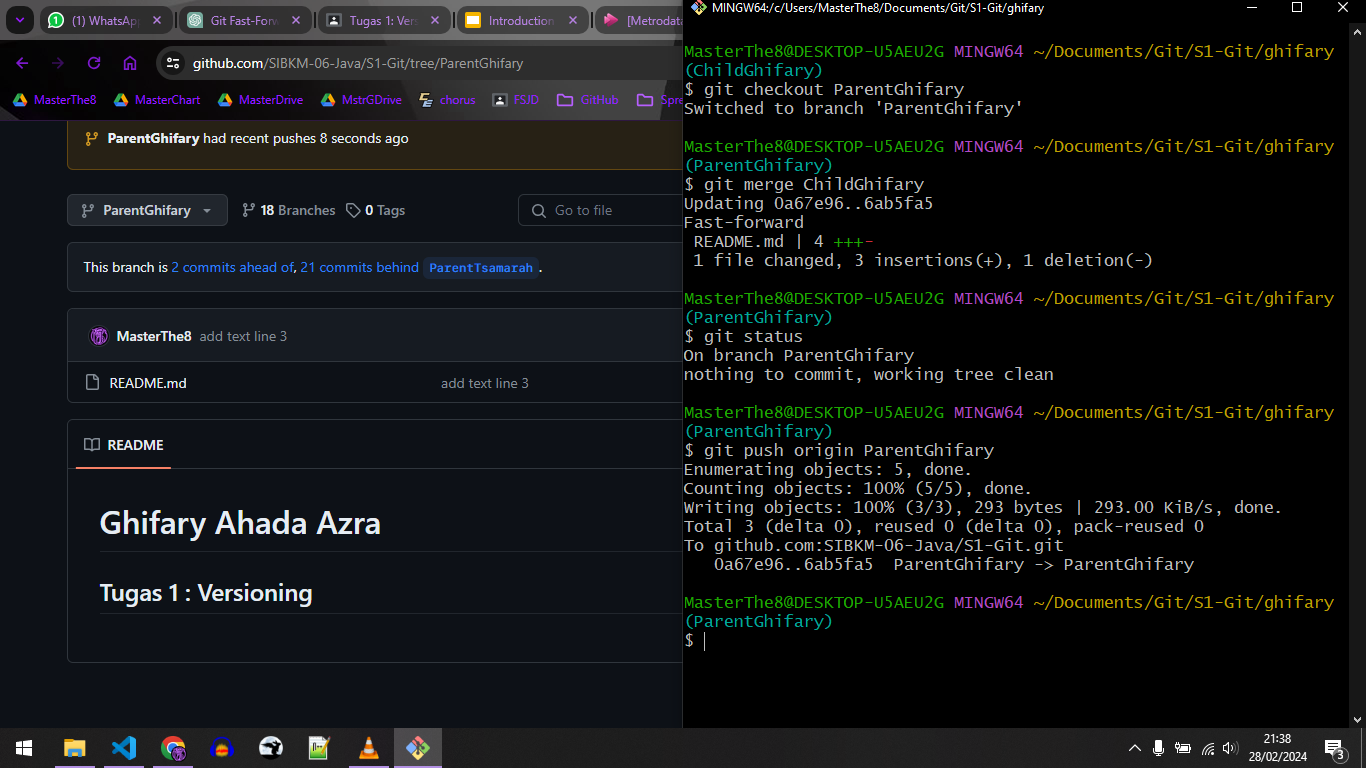 (1) WhatsAp
Git Fast-Forw
Tugas 1: Vers
Introduction
[Metrodata
github.com/SIBKM-06-Java/S1-Git/tree/ParentGhifary
MasterThe8
MasterChart
MasterDrive
MstrGDrive
chorus
FSJD
GitHub
Spre
ParentGhifary had recent pushes 8 seconds ago
ParentGhifary
18 Branches
0 Tags
Go to file
This branch is 2 commits ahead of, 21 commits behind ParentTsamarah.
MasterThe8 add text line 3
README.md add text line 3
README
Ghifary Ahada Azra
Tugas 1 : Versioning
MINGW64:/c/Users/MasterThe8/Documents/Git/S1-Git/ghifary
MasterThe8@DESKTOP-U5AEU2G MINGW64 ~/Documents/Git/S1-Git/ghifary
(ChildGhifary)
$ git checkout ParentGhifary
Switched to branch 'ParentGhifary'
MasterThe8@DESKTOP-U5AEU2G MINGW64 ~/Documents/Git/S1-Git/ghifary
(ParentGhifary)
$ git merge ChildGhifary
Updating 0a67e96..6ab5fa5
Fast-forward
README.md | 4 +++-
1 file changed, 3 insertions(+), 1 deletion(-)
MasterThe8@DESKTOP-U5AEU2G MINGW64 ~/Documents/Git/S1-Git/ghifary
(ParentGhifary)
$ git status
On branch ParentGhifary
nothing to commit, working tree clean
MasterThe8@DESKTOP-U5AEU2G MINGW64 ~/Documents/Git/S1-Git/ghifary
(ParentGhifary)
$ git push origin ParentGhifary
Enumerating objects: 5, done.
Counting objects: 100% (5/5), done.
Writing objects: 100% (3/3), 293 bytes | 293.00 KiB/s, done.
Total 3 (delta 0), reused 0 (delta 0), pack-reused 0
To github.com:SIBKM-06-Java/S1-Git.git
0a67e96..6ab5fa5  ParentGhifary -> ParentGhifary
MasterThe8@DESKTOP-U5AEU2G MINGW64 ~/Documents/Git/S1-Git/ghifary
(ParentGhifary)
$
21:38
28/02/2024
3